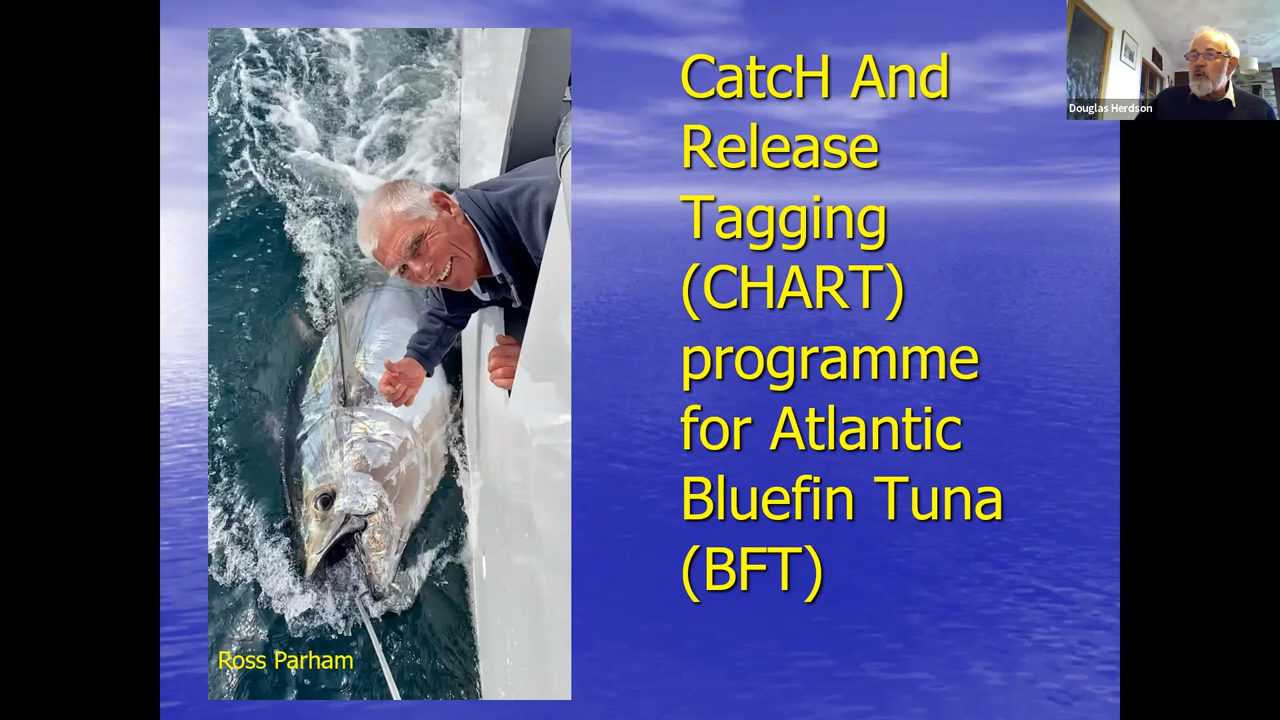 CatcH And
Release
Tagging
(CHART)
programme
for Atlantic
Bluefin Tuna
(BFT)
Ross Parham
Douglas Herdson